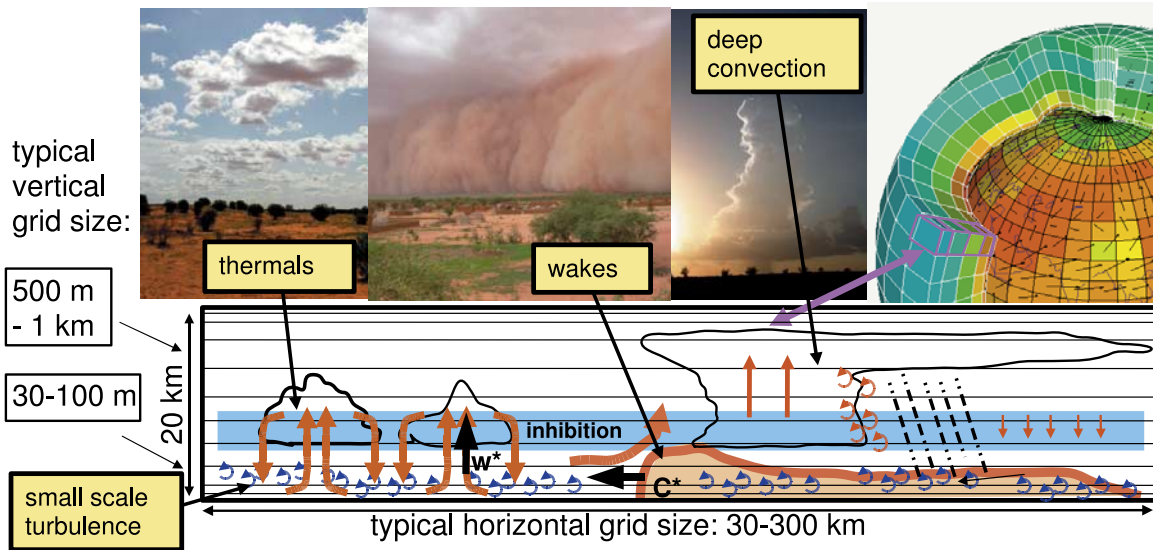 deep
convection
typical
vertical
grid size:
thermals
wakes
500 m
- 1 km
30-100 m
20 km
inhibition
w*
C*
small scale
turbulence
typical horizontal grid size: 30-300 km